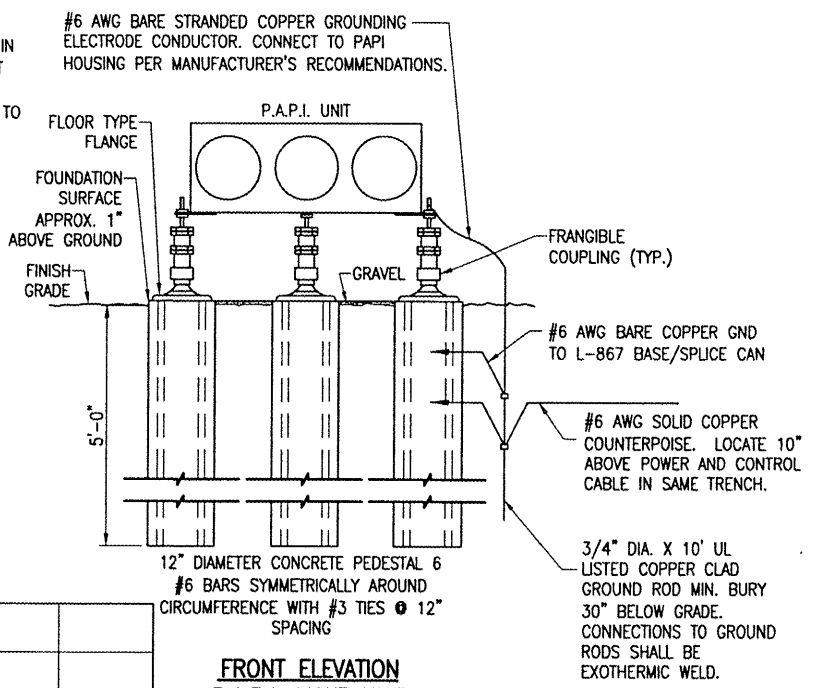 #6 AWG BARE STRANDED COPPER GROUNDING
ELECTRODE CONDUCTOR. CONNECT TO PAPI
HOUSING PER MANUFACTURER'S RECOMMENDATIONS.
IN
TO
P.A.P.I. UNIT
FLOOR TYPE
FLANGE
FOUNDATION
SURFACE
APPROX. 1"
ABOVE GROUND
FINISH
GRADE
GRAVEL
FRANGIBLE
COUPLING (TYP.)
#6 AWG BARE COPPER GND
TO L-867 BASE/SPLICE CAN
#6 AWG SOLID COPPER
COUNTERPOISE. LOCATE 10"
ABOVE POWER AND CONTROL
CABLE IN SAME TRENCH.
5'-0"
3/4" DIA. X 10' UL
LISTED COPPER CLAD
GROUND ROD MIN. BURY
30" BELOW GRADE.
CONNECTIONS TO GROUND
RODS SHALL BE
EXOTHERMIC WELD.
12" DIAMETER CONCRETE PEDESTAL 6
#6 BARS SYMMETRICALLY AROUND
CIRCUMFERENCE WITH #3 TIES @ 12"
SPACING
FRONT ELEVATION